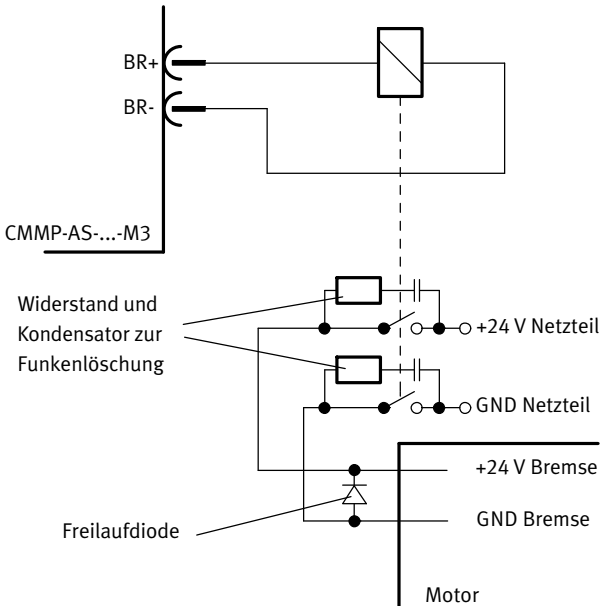 BR+
BR-
CMMP-AS-...-M3
Widerstand und
Kondensator zur
Funkenlöschung
+24 V Netzteil
GND Netzteil
+24 V Bremse
Freilaufdiode
GND Bremse
Motor